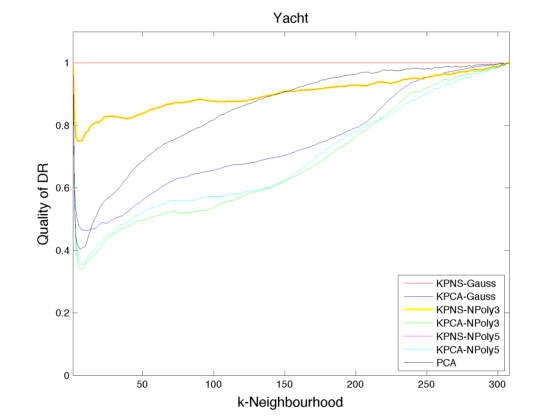 Yacht
1
0.8
0.6
0.4
0.2
0
Quality of DR
50
100
150
200
250
300
k-Neighbourhood
KPNS-Gauss
KPCA-Gauss
KPNS-NPoly3
KPCA-NPoly3
KPNS-NPoly5
KPCA-NPoly5
PCA